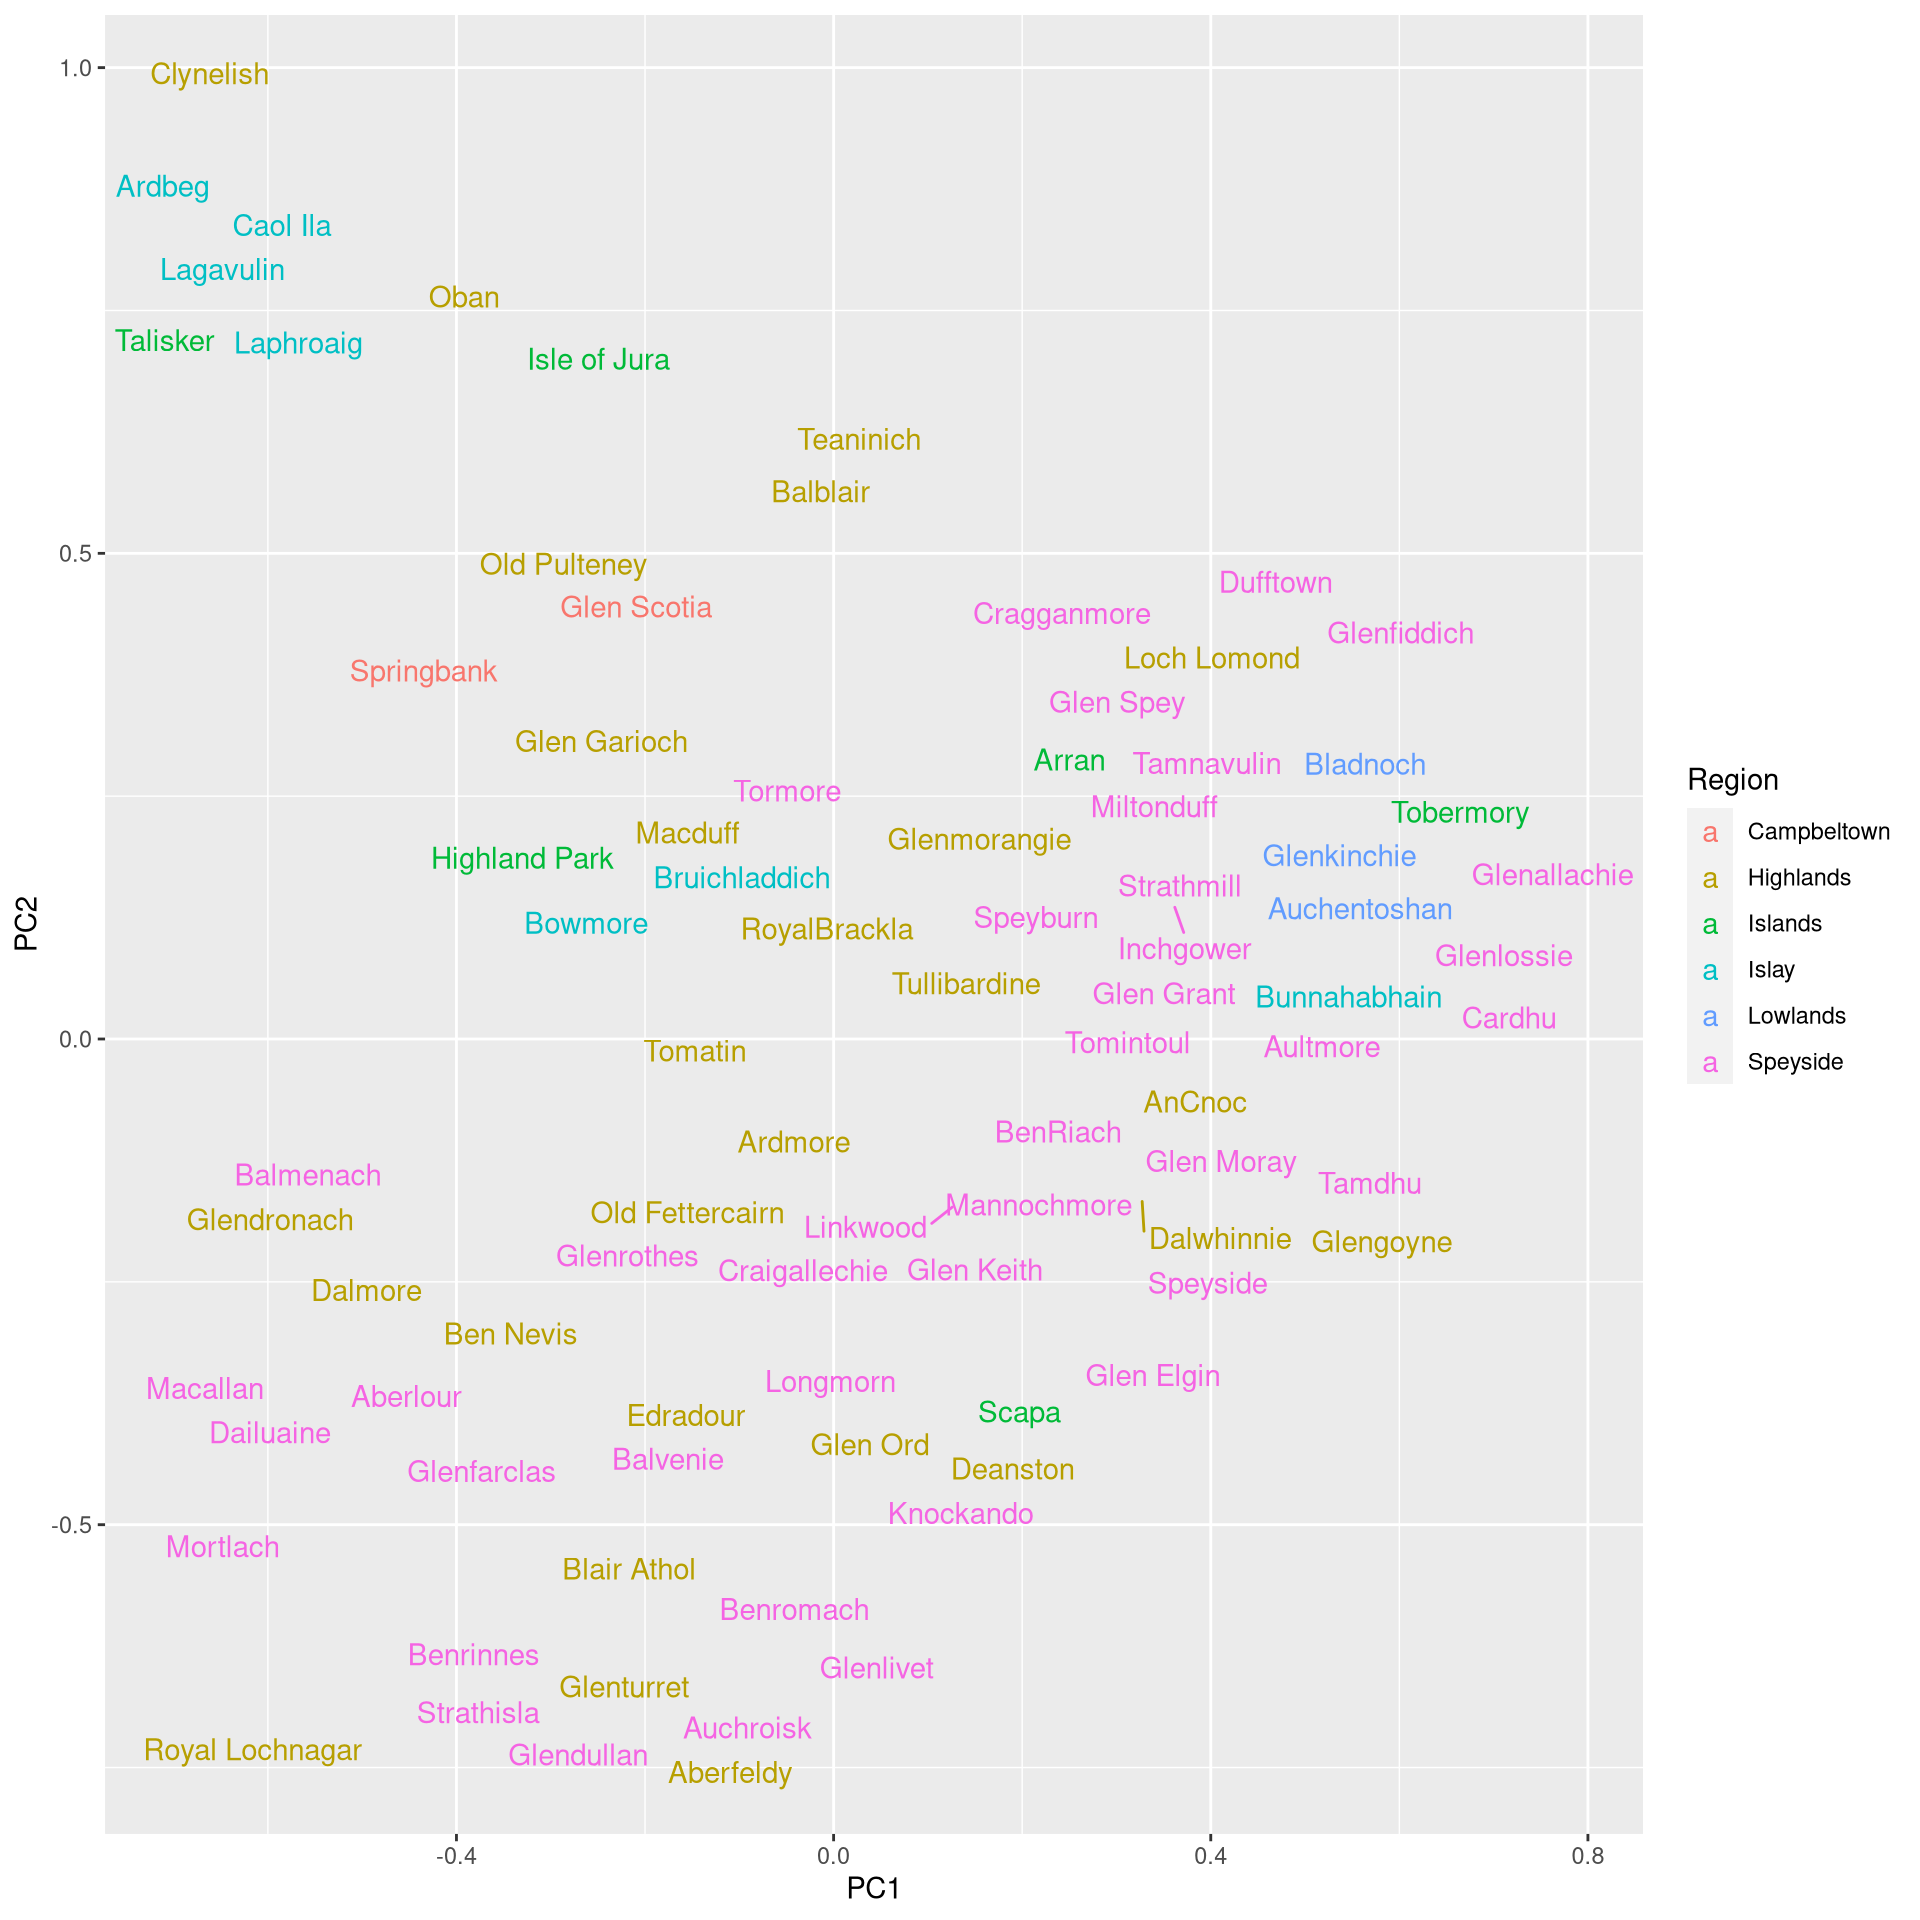 1.0
Clynelish
Ardbeg
Caol Ila
Lagavulin
Oban
Talisker
Laphroaig
Isle of Jura
Teaninich
Balblair
0.5
Old Pulteney
Dufftown
Glen Scotia
Cragganmore
Glenfiddich
Loch Lomond
Springbank
Glen Spey
Glen Garioch
Arran
Tamnavulin
Bladnoch
Tormore
Miltonduff
Tobermory
Macduff
Glenmorangie
Highland Park
Glenkinchie
Bruichladdich
Strathmill
Glenallachie
Bowmore
RoyalBrackla
Speyburn
Auchentoshan
Inchgower
Glenlossie
Tullibardine
Glen Grant
Bunnahabhain
Cardhu
0.0
Tomatin
Tomintoul
Aultmore
AnCnoc
Ardmore
BenRiach
Glen Moray
Balmenach
Tamdhu
Glendronach
Old Fettercairn
Linkwood
Mannochmore
Dalwhinnie
Glengoyne
Glenrothes
Craigallechie
Glen Keith
Speyside
Dalmore
Ben Nevis
Macallan
Aberlour
Longmorn
Glen Elgin
Dailuaine
Edradour
Scapa
Glen Ord
Glenfarclas
Balvenie
Deanston
Knockando
-0.5
Mortlach
Blair Athol
Benromach
Benrinnes
Glenlivet
Glenturret
Strathisla
Auchroisk
Royal Lochnagar
Glendullan
Aberfeldy
-0.4
0.0
0.4
0.8
PC1
PC2
Region
a Campbeltown
a Highlands
a Islands
a Islay
a Lowlands
a Speyside